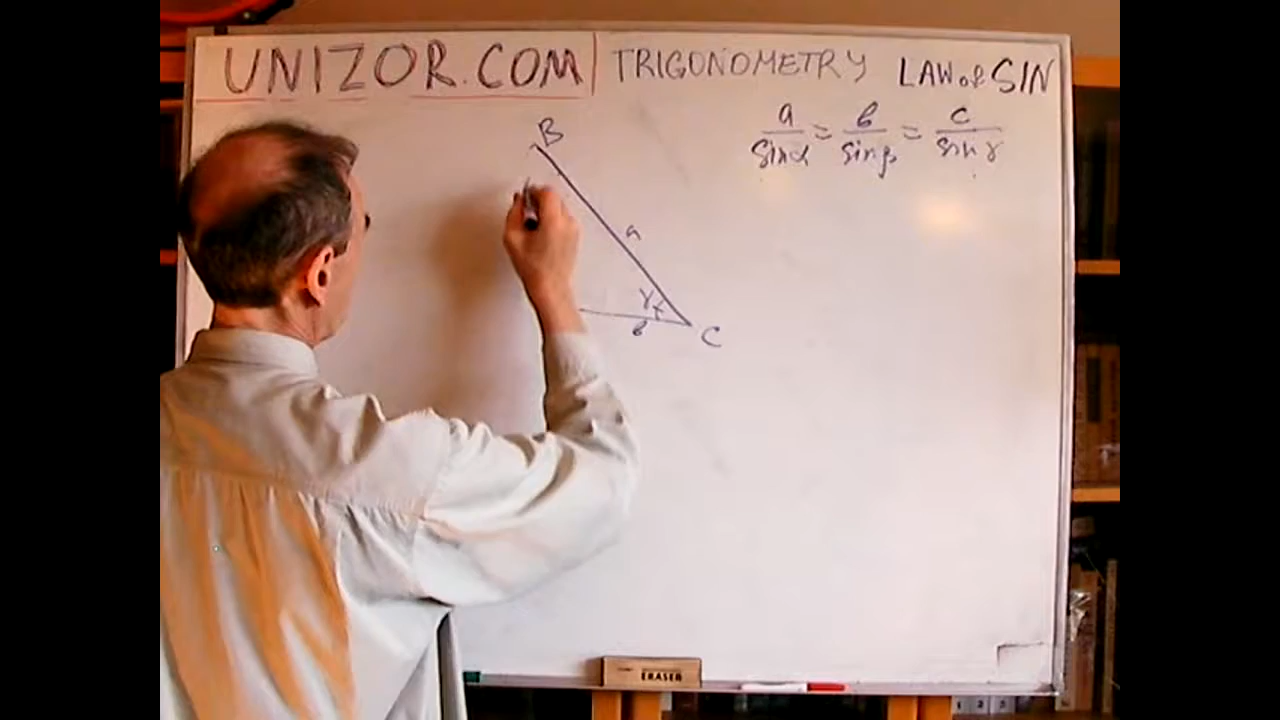 UNIZOR.COM | TRIGONOMETRY LAW of SIN
a/sinα = b/sinβ = c/sinγ
B
a
γ
b
C
ERASER